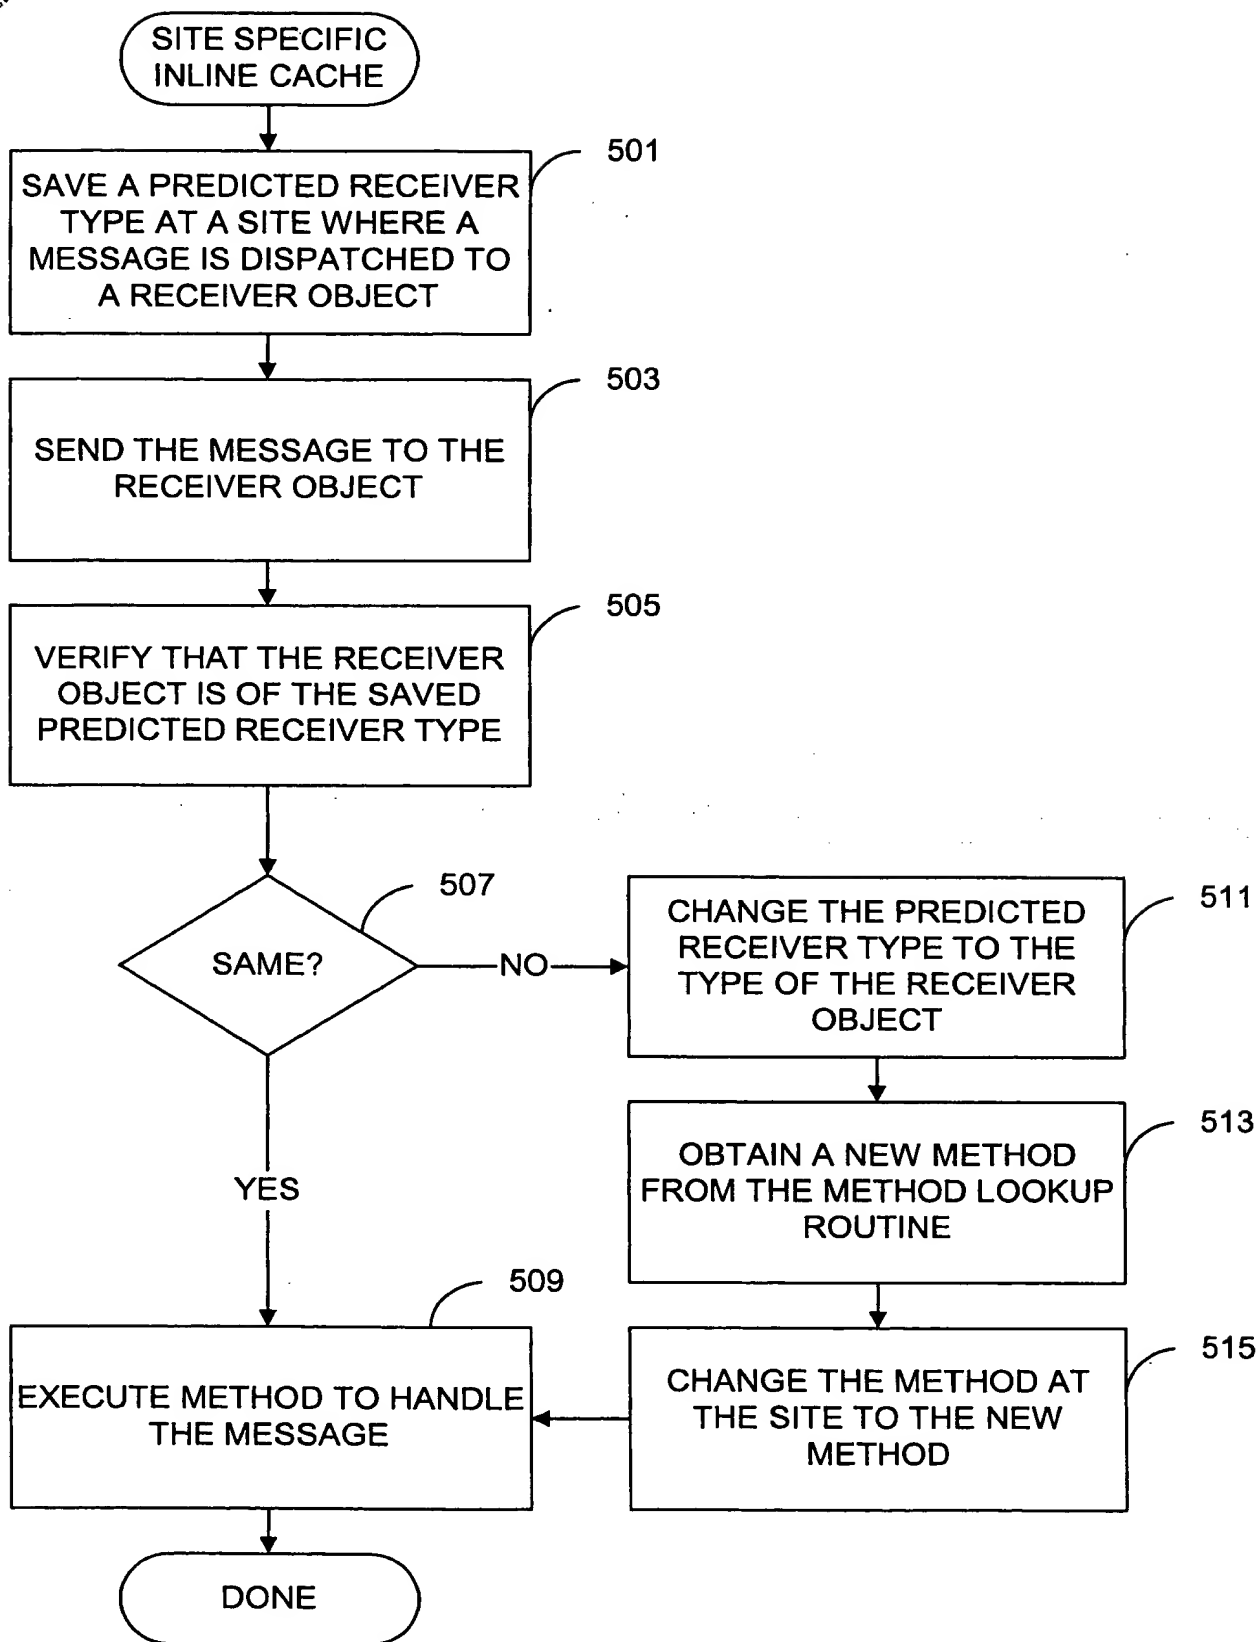 SITE SPECIFIC
INLINE CACHE
501
SAVE A PREDICTED RECEIVER
TYPE AT A SITE WHERE A
MESSAGE IS DISPATCHED TO
A RECEIVER OBJECT
503
SEND THE MESSAGE TO THE
RECEIVER OBJECT
505
VERIFY THAT THE RECEIVER
OBJECT IS OF THE SAVED
PREDICTED RECEIVER TYPE
507
SAME?
NO
YES
511
CHANGE THE PREDICTED
RECEIVER TYPE TO THE
TYPE OF THE RECEIVER
OBJECT
513
OBTAIN A NEW METHOD
FROM THE METHOD LOOKUP
ROUTINE
515
CHANGE THE METHOD AT
THE SITE TO THE NEW
METHOD
509
EXECUTE METHOD TO HANDLE
THE MESSAGE
DONE